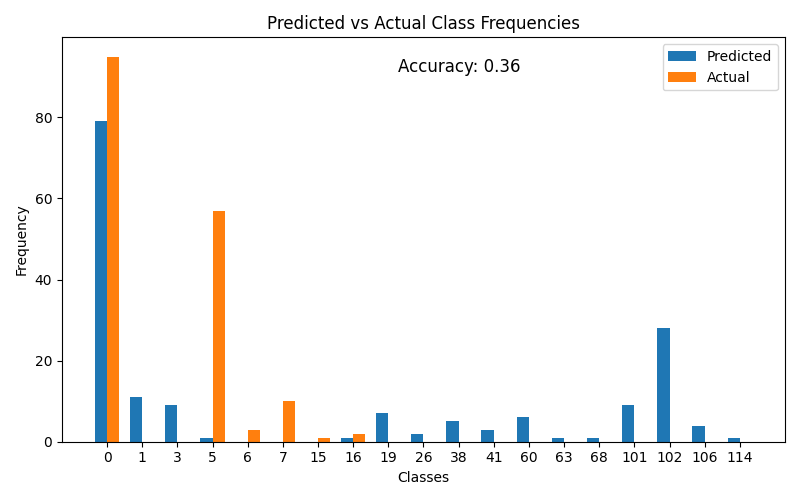 Predicted vs Actual Class Frequencies
Accuracy: 0.36
Predicted
Actual
Frequency
80
60
40
20
0
0 1 3 5 6 7 15 16 19 26 38 41 60 63 68 101 102 106 114
Classes